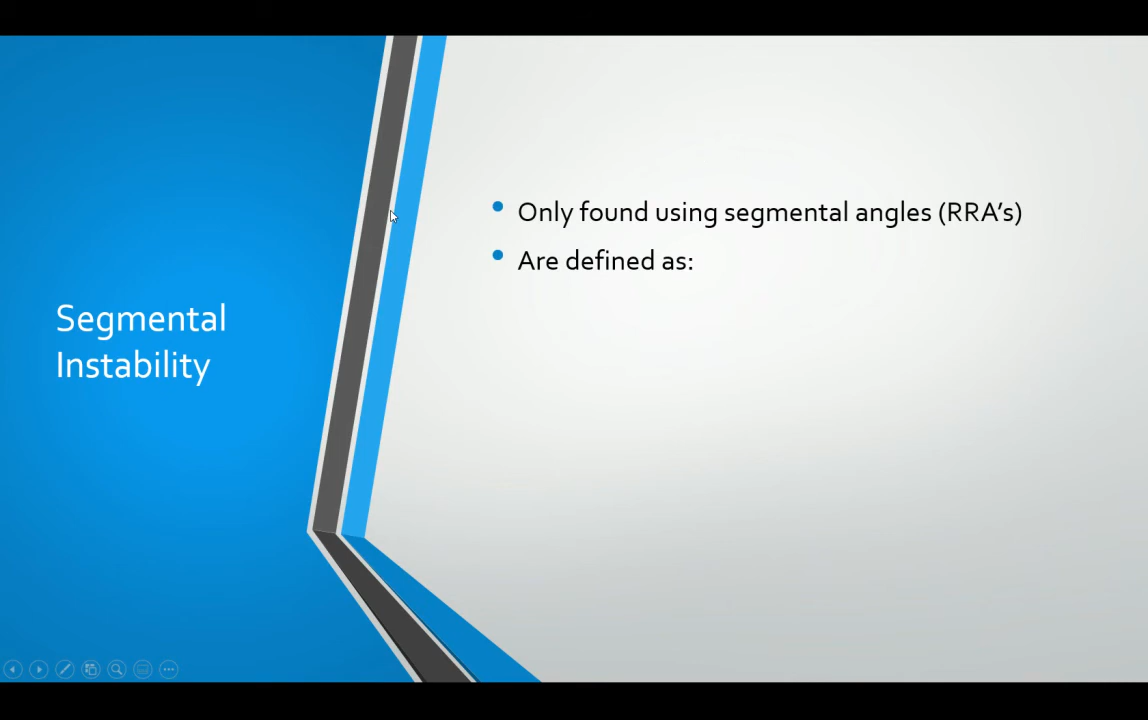 Segmental
Instability
• Only found using segmental angles (RRA’s)
• Are defined as: